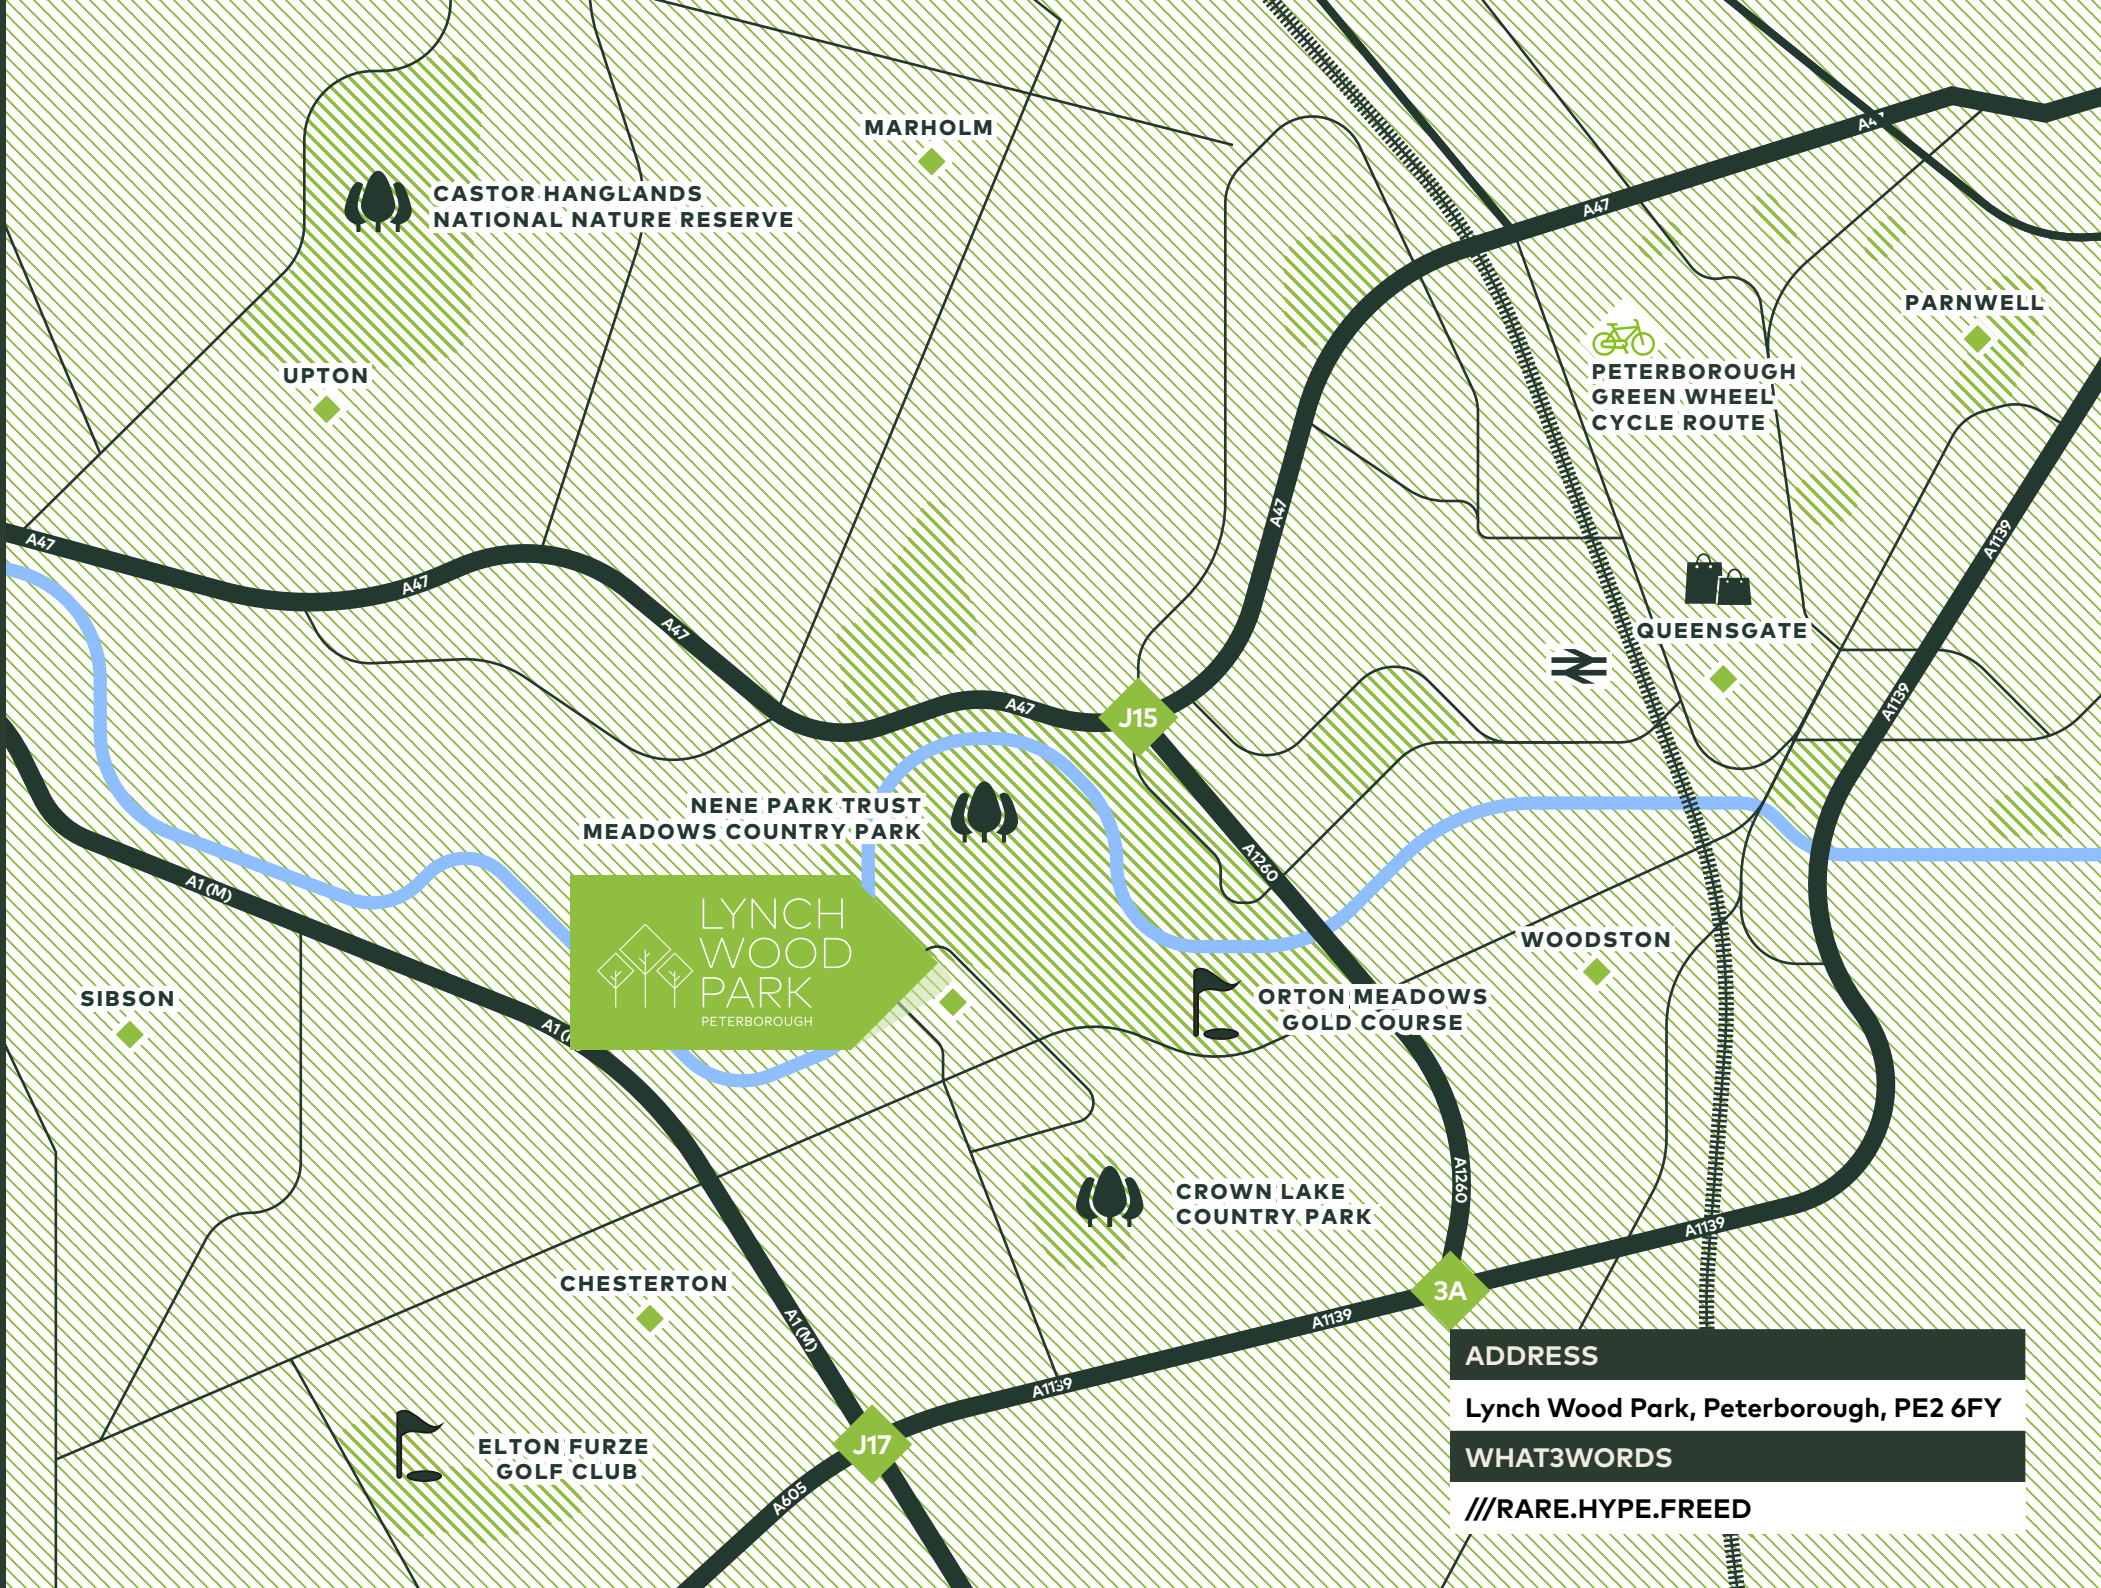 MARHOLM
A47
CASTOR HANGLANDS
NATIONAL NATURE RESERVE
A47
PARNWELL
PETERBOROUGH
GREEN WHEEL
CYCLE ROUTE
UPTON
A47
A47
A1139
A47
A47
A47
QUEENSGATE
A1139
A47
J15
NENE PARK TRUST
MEADOWS COUNTRY PARK
A1260
A1(M)
LYNCH
WOOD
PARK
PETERBOROUGH
WOODSTON
SIBSON
ORTON MEADOWS
GOLD COURSE
A1(
CROWN LAKE
COUNTRY PARK
A1260
A1139
CHESTERTON
3A
A1(M)
A1139
A1139
J17
ELTON FURZE
GOLF CLUB
A605
ADDRESS
Lynch Wood Park, Peterborough, PE2 6FY
WHAT3WORDS
///RARE.HYPE.FREED